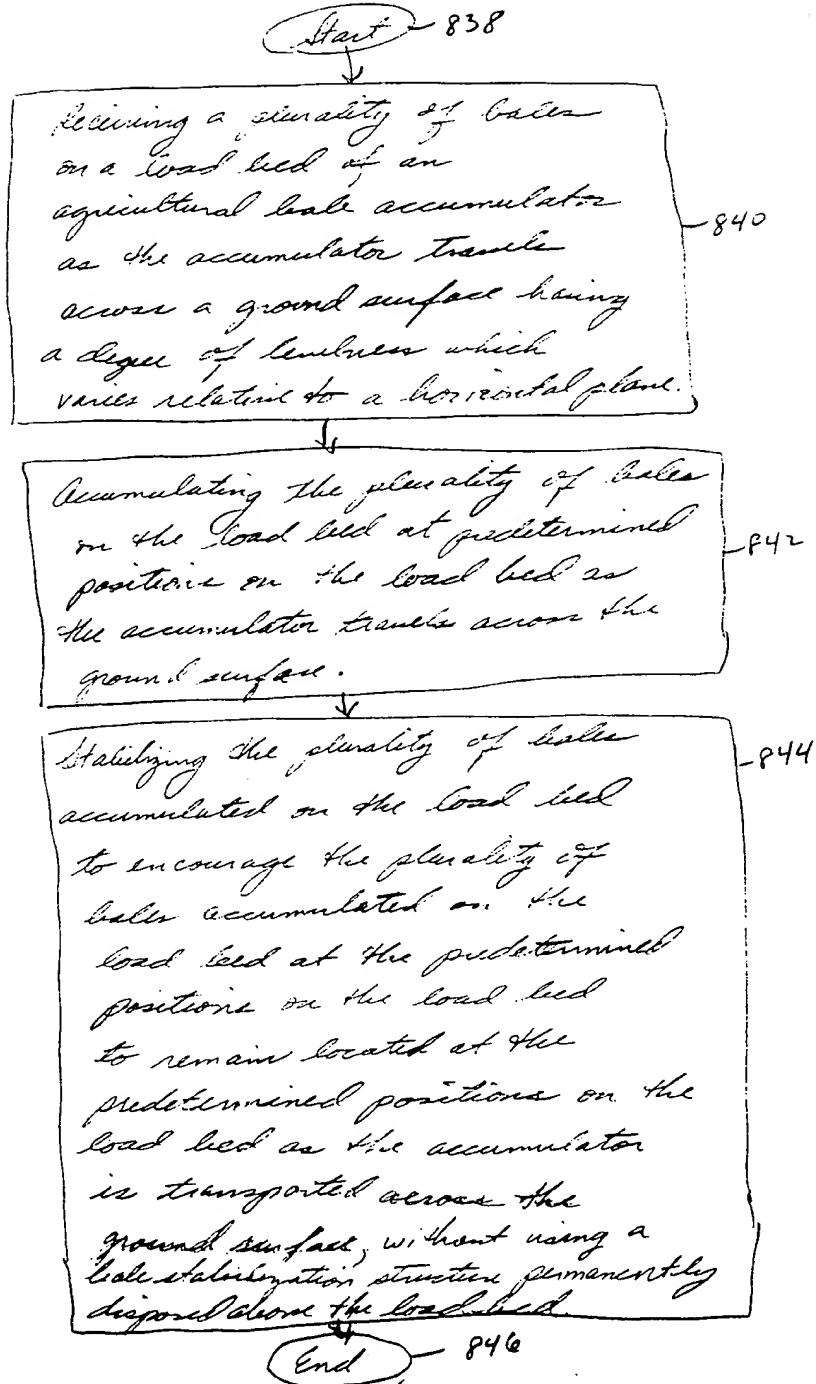 Start 838
Receiving a plurality of bales
on a load bed of an
agricultural bale accumulator
as the accumulator travels
across a ground surface having
a degree of levelness which
varies relative to a horizontal plane.
840
Accumulating the plurality of bales
on the load bed at predetermined
positions on the load bed as
the accumulator travels across the
ground surface.
842
Stabilizing the plurality of bales
accumulated on the load bed
to encourage the plurality of
bales accumulated on the
load bed at the predetermined
positions on the load bed
to remain located at the
predetermined positions on the
load bed as the accumulator
is transported across the
ground surface, without using a
bale stabilization structure permanently
disposed above the load bed.
844
End 846